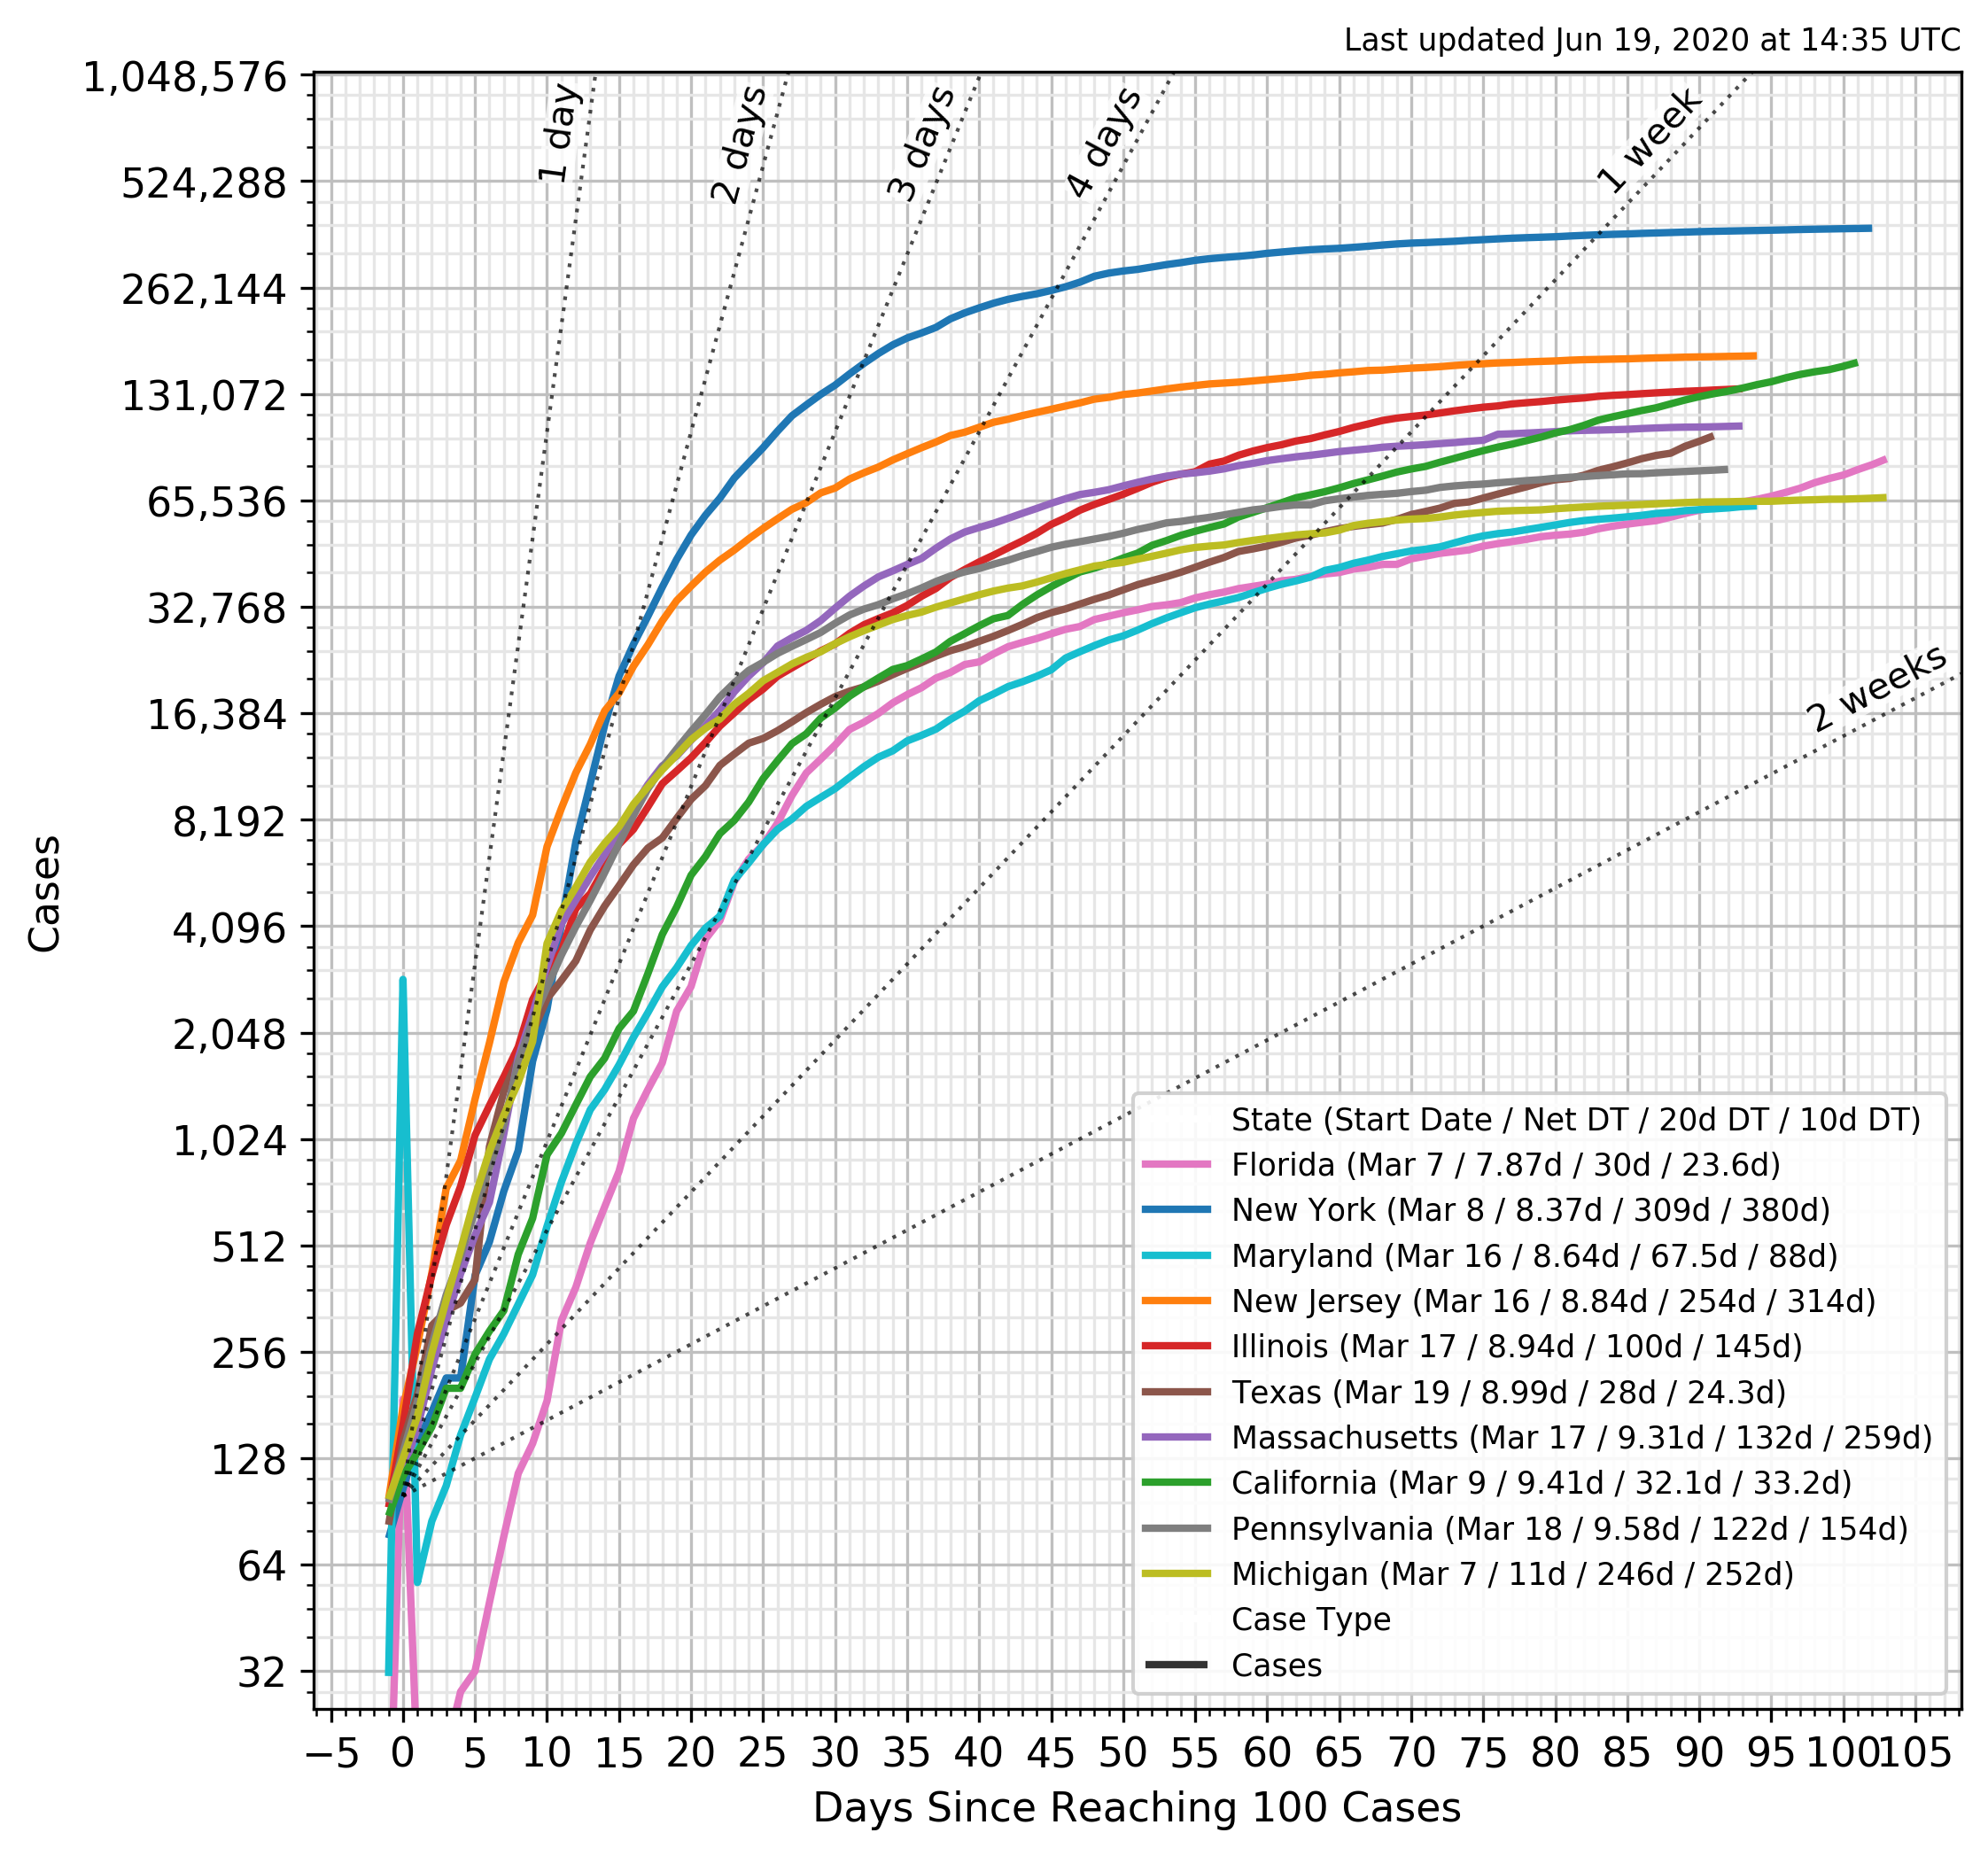 Last updated Jun 19, 2020 at 14:35 UTC
1,048,576
524,288
262,144
131,072
65,536
32,768
16,384
8,192
4,096
2,048
1,024
512
256
128
64
32
Cases
1 day
2 days
3 days
4 days
1 week
2 weeks
State (Start Date / Net DT / 20d DT / 10d DT)
Florida (Mar 7 / 7.87d / 30d / 23.6d)
New York (Mar 8 / 8.37d / 309d / 380d)
Maryland (Mar 16 / 8.64d / 67.5d / 88d)
New Jersey (Mar 16 / 8.84d / 254d / 314d)
Illinois (Mar 17 / 8.94d / 100d / 145d)
Texas (Mar 19 / 8.99d / 28d / 24.3d)
Massachusetts (Mar 17 / 9.31d / 132d / 259d)
California (Mar 9 / 9.41d / 32.1d / 33.2d)
Pennsylvania (Mar 18 / 9.58d / 122d / 154d)
Michigan (Mar 7 / 11d / 246d / 252d)
Case Type
Cases
−5 0 5 10 15 20 25 30 35 40 45 50 55 60 65 70 75 80 85 90 95 100 105
Days Since Reaching 100 Cases